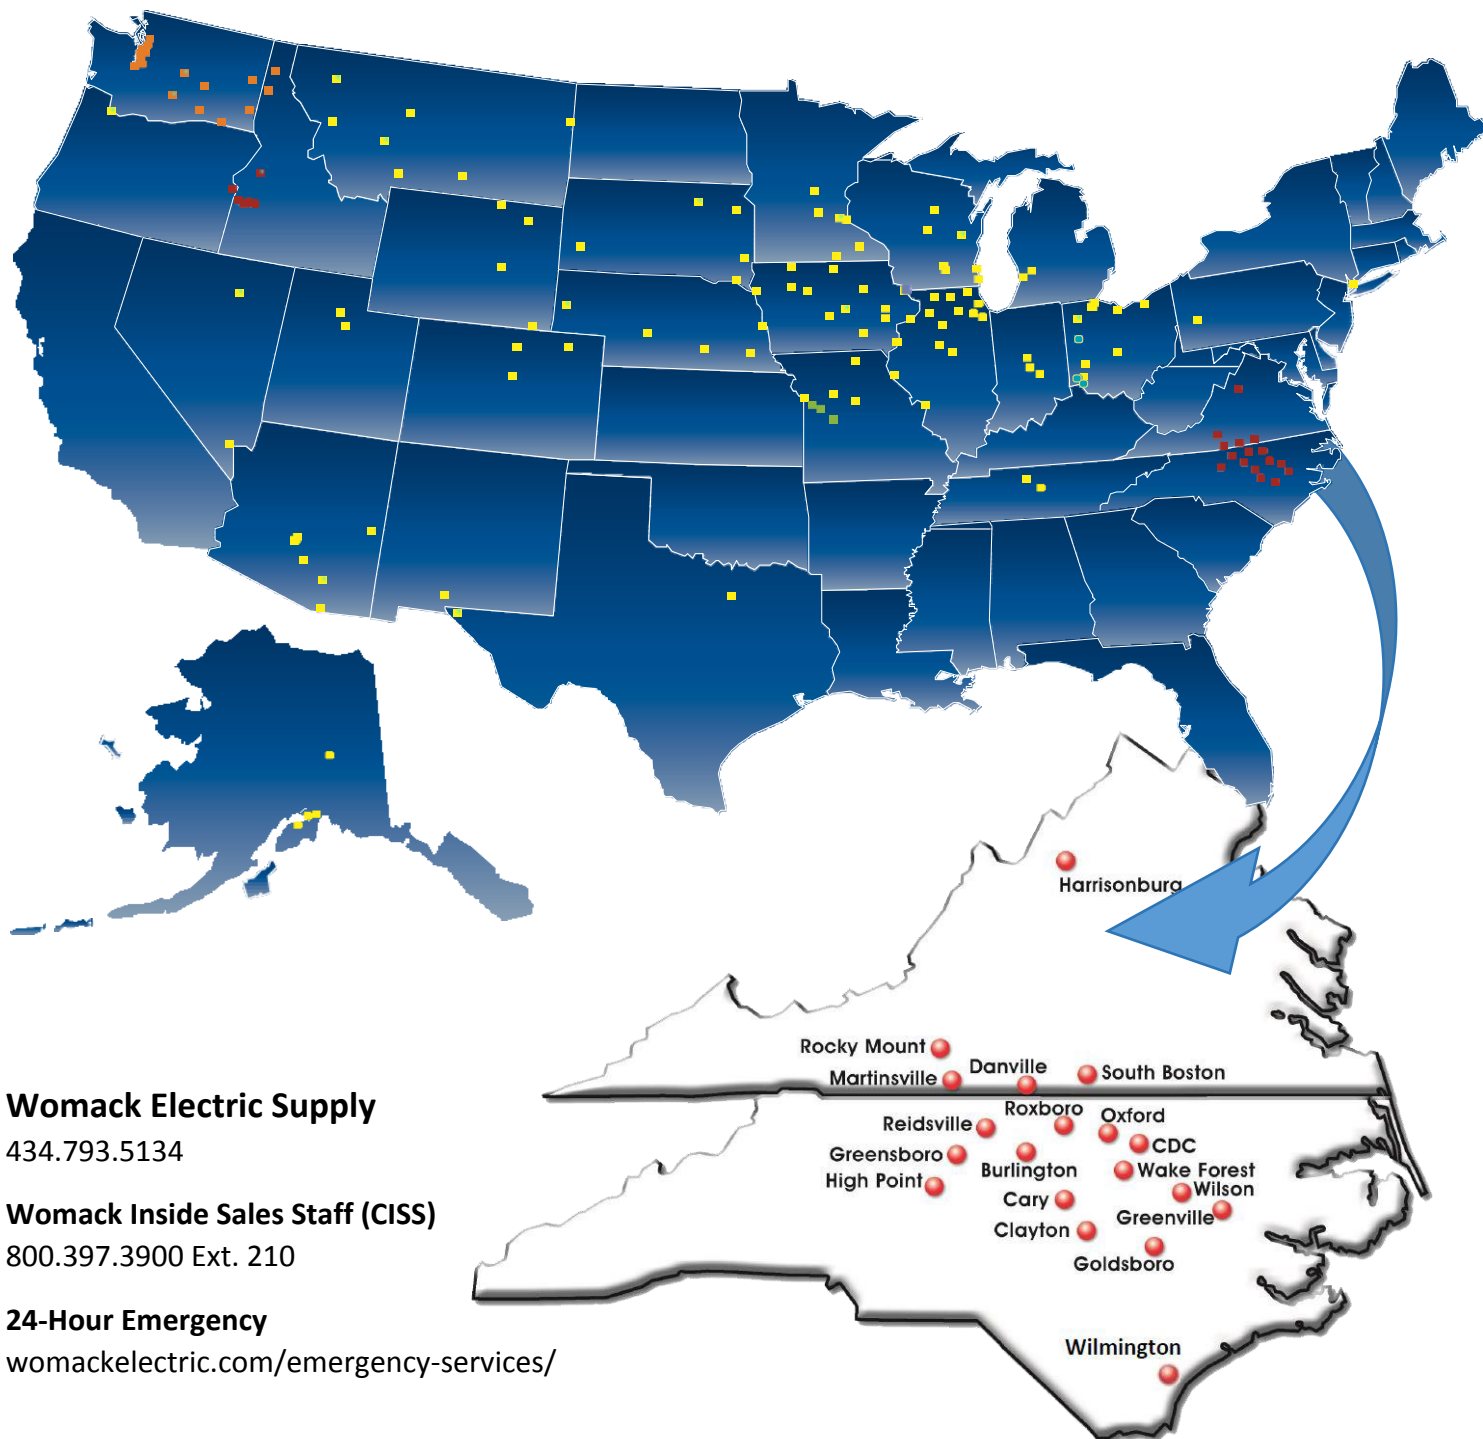 Harrisonburg
Rocky Mount
Danville
South Boston
Martinsville
Roxboro
Oxford
Reidsville
CDC
Greensboro
Burlington
Wake Forest
High Point
Wilson
Cary
Greenville
Clayton
Goldsboro
Wilmington
Womack Electric Supply
434.793.5134
Womack Inside Sales Staff (CISS)
800.397.3900 Ext. 210
24-Hour Emergency
womackelectric.com/emergency-services/